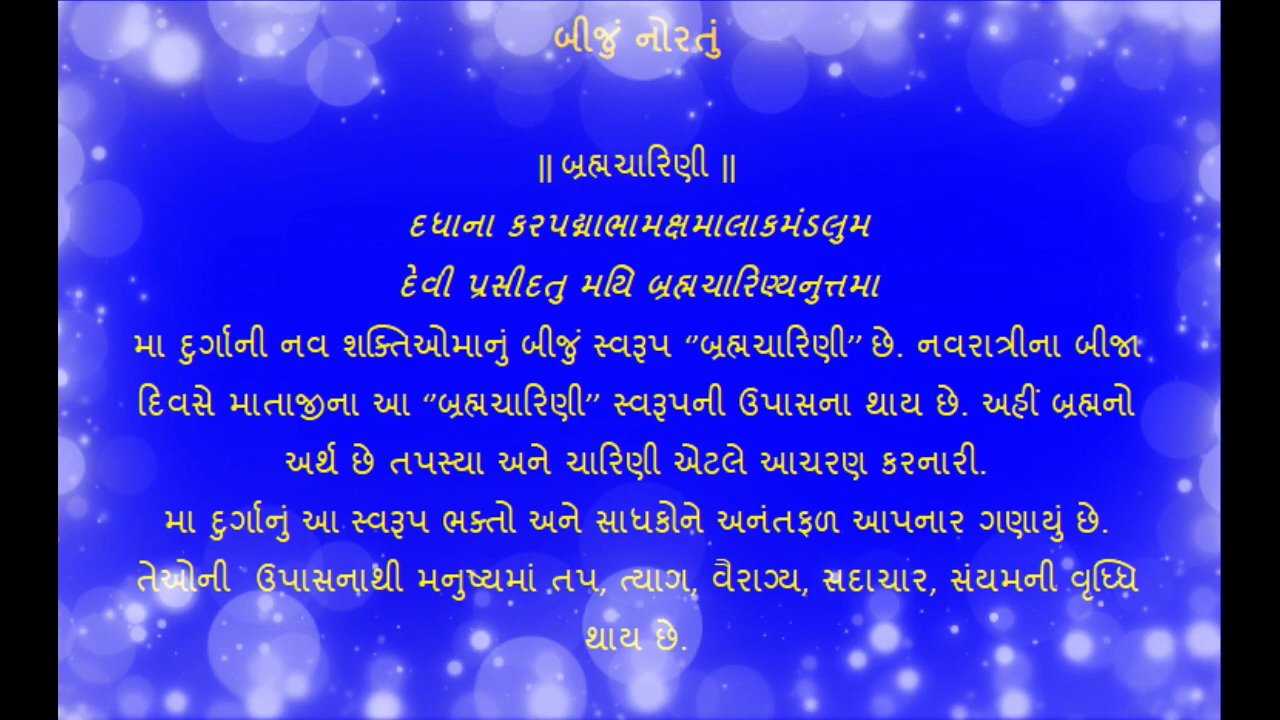 બીજું નોરતું
|| બ્રહ્મચારિણી ||
દધાના કરપદ્માભામક્ષમાલાકમંડલુમ
દેવી પ્રસીદતુ મયિ બ્રહ્મચારિણ્યનુત્તમા
મા દુર્ગાની નવ શક્તિઓમાનું બીજું સ્વરૂપ ‘’બ્રહ્મચારિણી’’ છે. નવરાત્રીના બીજા
દિવસે માતાજીના આ ‘’બ્રહ્મચારિણી’’ સ્વરૂપની ઉપાસના થાય છે. અહીં બ્રહ્મનો
અર્થ છે તપસ્યા અને ચારિણી એટલે આચરણ કરનારી.
મા દુર્ગાનું આ સ્વરૂપ ભક્તો અને સાધકોને અનંતફળ આપનાર ગણાયું છે.
તેઓની ઉપાસનાથી મનુષ્યમાં તપ, ત્યાગ, વૈરાગ્ય, સદાચાર, સંયમની વૃધ્ધિ
થાય છે.